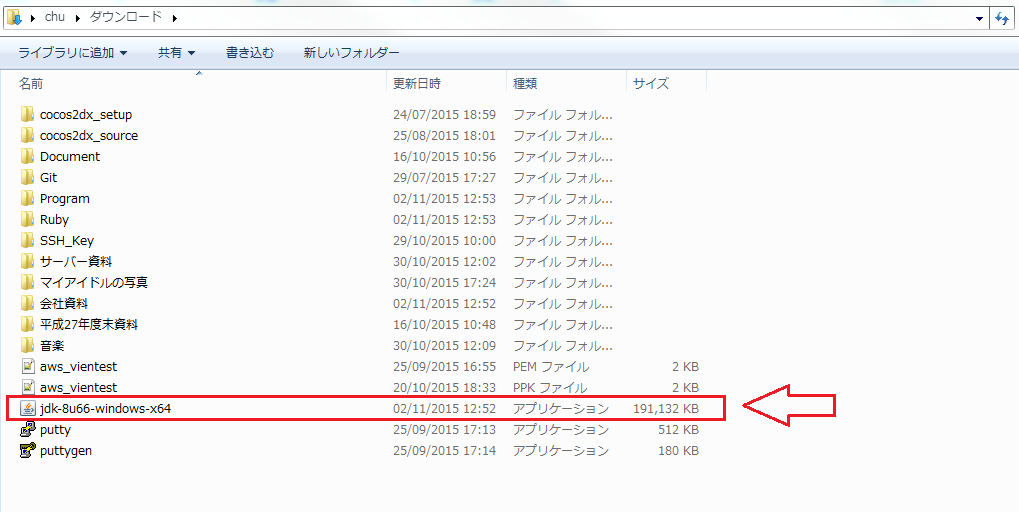 chu ダウンロード
ライブラリに追加 共有 書き込む 新しいフォルダー
名前 更新日時 種類 サイズ
cocos2dx_setup 24/07/2015 18:59 ファイル フォル...
cocos2dx_source 25/08/2015 18:01 ファイル フォル...
Document 16/10/2015 10:56 ファイル フォル...
Git 29/07/2015 17:27 ファイル フォル...
Program 02/11/2015 12:53 ファイル フォル...
Ruby 02/11/2015 12:53 ファイル フォル...
SSH_Key 29/10/2015 10:00 ファイル フォル...
サーバー資料 30/10/2015 12:02 ファイル フォル...
マイアイドルの写真 30/10/2015 17:24 ファイル フォル...
会社資料 02/11/2015 12:52 ファイル フォル...
平成27年度末資料 16/10/2015 10:48 ファイル フォル...
音楽 30/10/2015 12:09 ファイル フォル...
aws_vientest 25/09/2015 16:55 PEM ファイル 2 KB
aws_vientest 20/10/2015 18:33 PPK ファイル 2 KB
jdk-8u66-windows-x64 02/11/2015 12:52 アプリケーション 191,132 KB
putty 25/09/2015 17:13 アプリケーション 512 KB
puttygen 25/09/2015 17:14 アプリケーション 180 KB